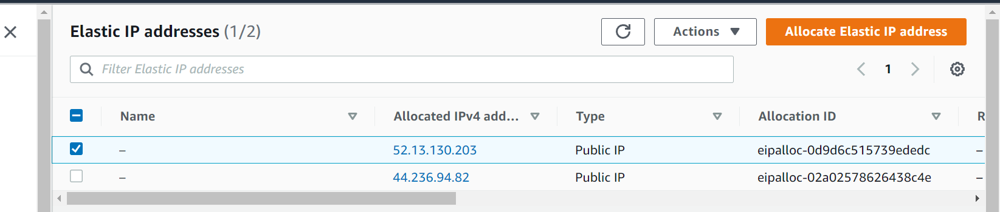 Elastic IP addresses (1/2)
Actions
Allocate Elastic IP address
Filter Elastic IP addresses
1
Name Allocated IPv4 add... Type Allocation ID R
– 52.13.130.203 Public IP eipalloc-0d9d6c515739ededc –
– 44.236.94.82 Public IP eipalloc-02a02578626438c4e –